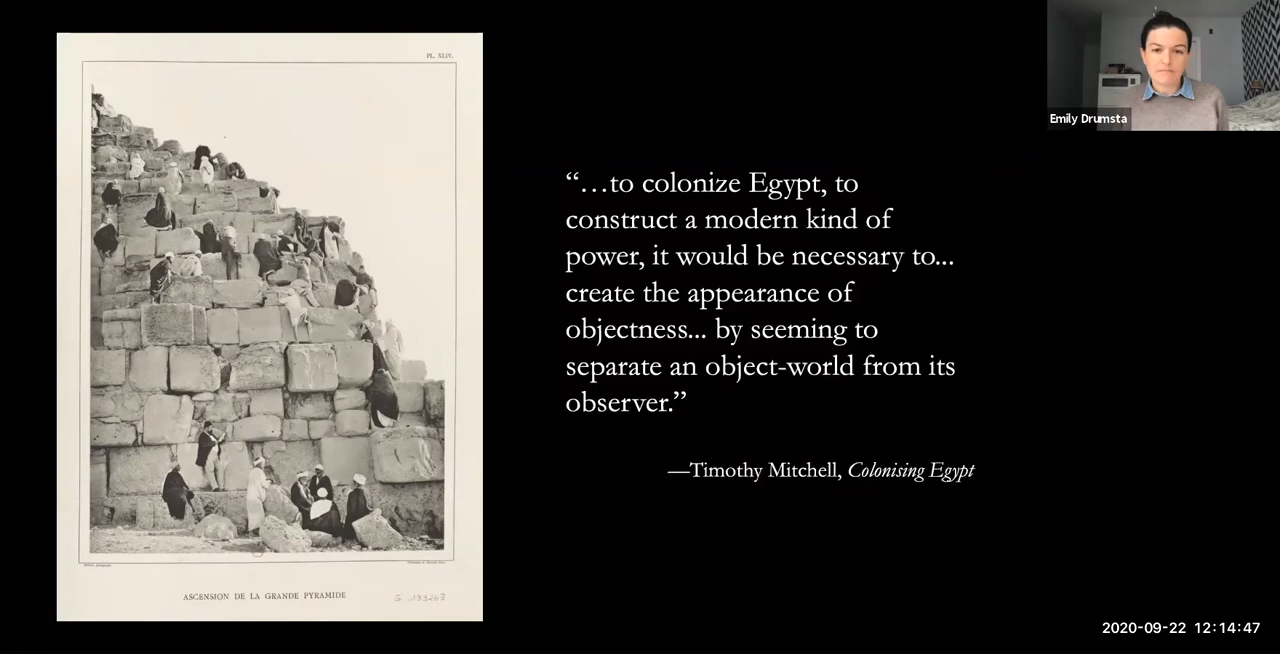 PL. XLIV.
ASCENSION DE LA GRANDE PYRAMIDE
“…to colonize Egypt, to
construct a modern kind of
power, it would be necessary to...
create the appearance of
objectness... by seeming to
separate an object-world from its
observer.”
—Timothy Mitchell, Colonising Egypt
Emily Drumsta
2020-09-22 12:14:47